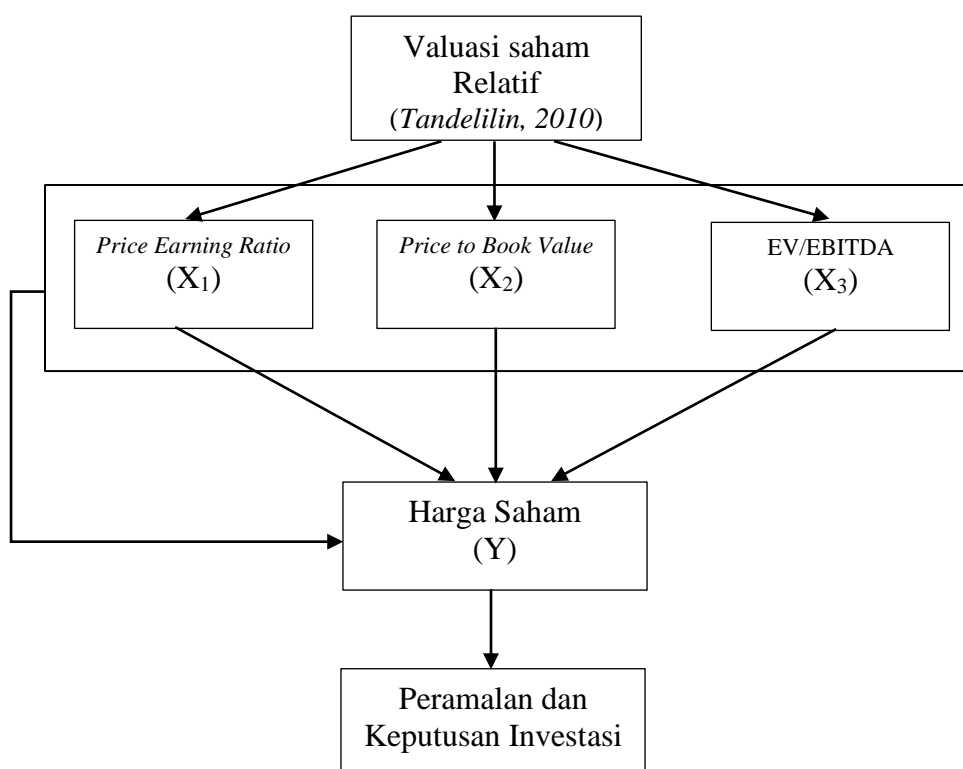 Valuasi saham
Relatif
(Tandelilin, 2010)
Price Earning Ratio
(X₁)
Price to Book Value
(X₂)
EV/EBITDA
(X₃)
Harga Saham
(Y)
Peramalan dan
Keputusan Investasi